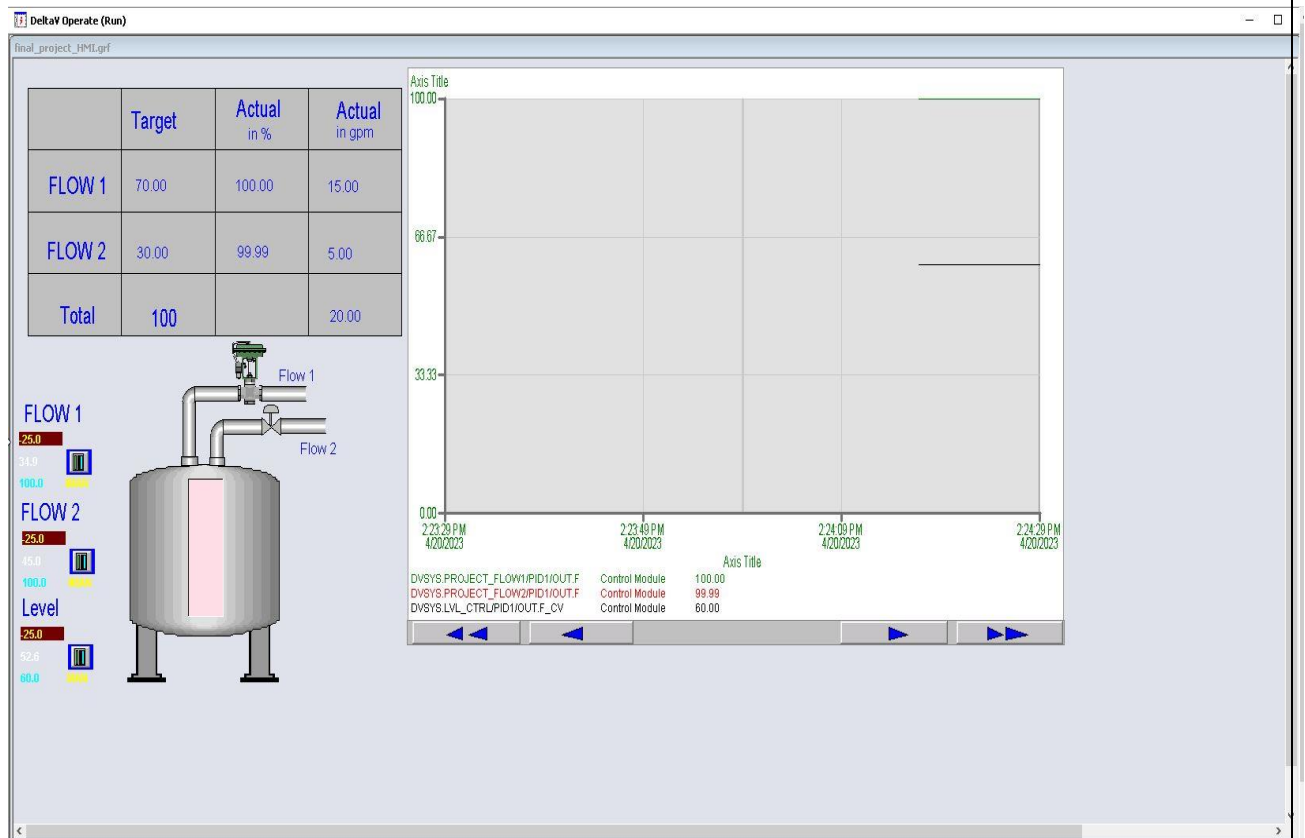 DeltaV Operate (Run)
final_project_HMI.grf
Target Actual in % Actual in gpm
FLOW 1 70.00 100.00 15.00
FLOW 2 30.00 99.99 5.00
Total 100 20.00
Flow 1
Flow 2
FLOW 1
-25.0
34.9
100.0
FLOW 2
-25.0
45.0
100.0
Level
-25.0
52.6
60.0
Axis Title
100.00
66.67
33.33
0.00
2:23:29 PM 2:23:49 PM 2:24:09 PM 2:24:29 PM
4/20/2023 4/20/2023 4/20/2023 4/20/2023
Axis Title
DVSYS.PROJECT_FLOW1/PID1/OUT.F Control Module 100.00
DVSYS.PROJECT_FLOW2/PID1/OUT.F Control Module 99.99
DVSYS.LVL_CTRL/PID1/OUT.F_CV Control Module 60.00